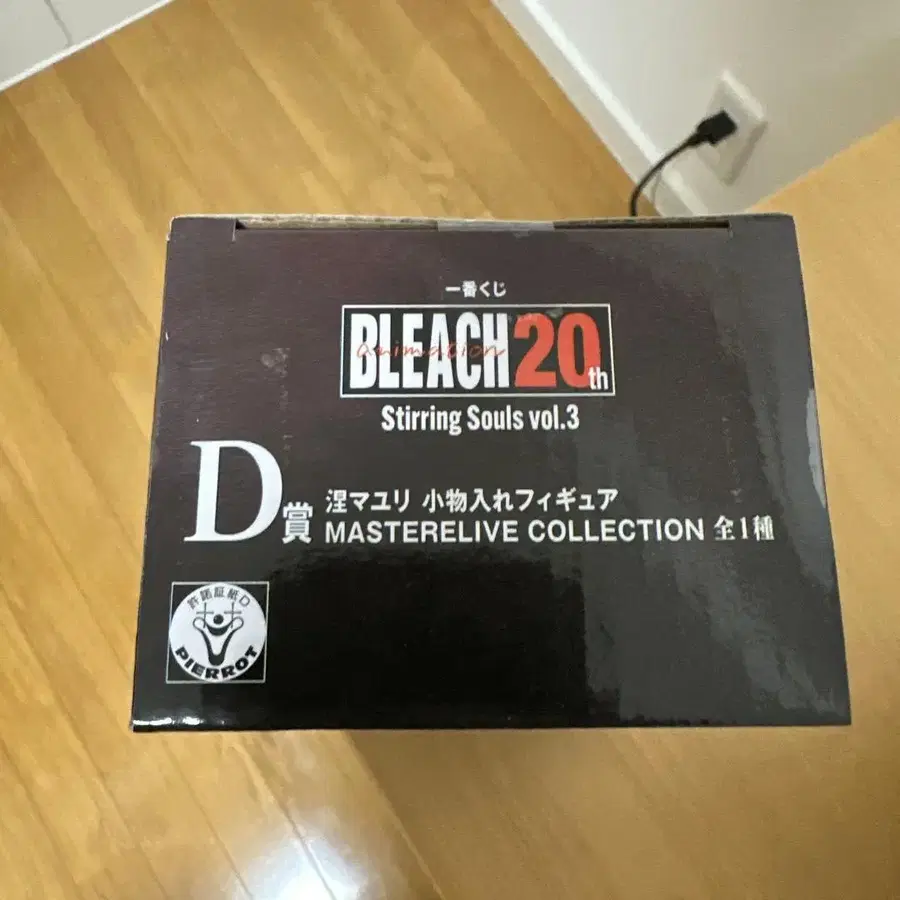 一番くじ
BLEACH 20th
animation
Stirring Souls vol.3
D賞
涅マユリ 小物入れフィギュア
MASTERELIVE COLLECTION 全1種
許諾証紙D
PIERROT